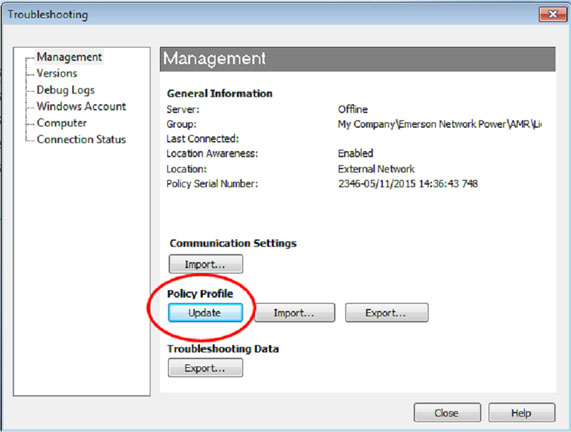 Troubleshooting
Management
Versions
Debug Logs
Windows Account
Computer
Connection Status
Management
General Information
Server: Offline
Group: My Company\Emerson Network Power\AMR\Li
Last Connected:
Location Awareness: Enabled
Location: External Network
Policy Serial Number: 2346-05/11/2015 14:36:43 748
Communication Settings
Import...
Policy Profile
Update Import... Export...
Troubleshooting Data
Export...
Close Help